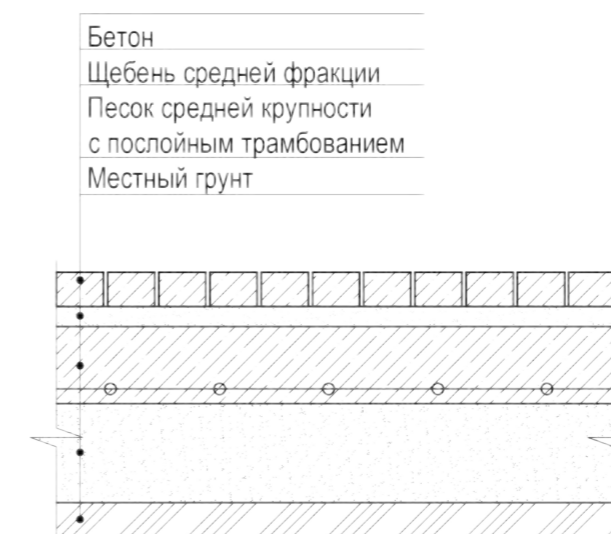 Бетон
Щебень средней фракции
Песок средней крупности
с послойным трамбованием
Местный грунт